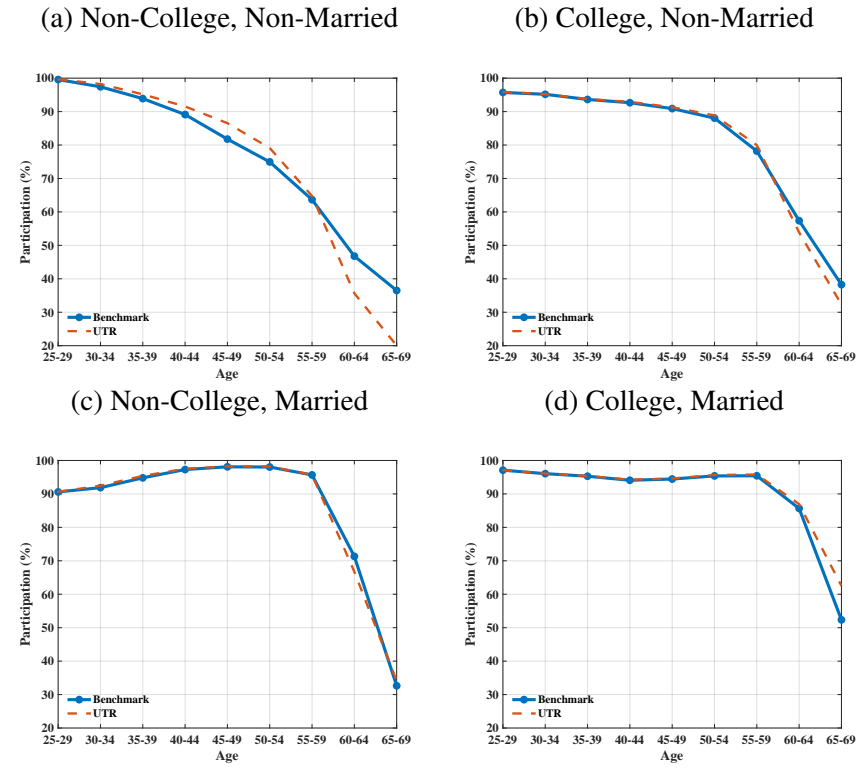 (a) Non-College, Non-Married
(b) College, Non-Married
100
90
80
70
60
50
40
30
20
Participation (%)
Benchmark
UTR
25-29 30-34 35-39 40-44 45-49 50-54 55-59 60-64 65-69
Age
100
90
80
70
60
50
40
30
20
Participation (%)
Benchmark
UTR
25-29 30-34 35-39 40-44 45-49 50-54 55-59 60-64 65-69
Age
(c) Non-College, Married
(d) College, Married
100
90
80
70
60
50
40
30
20
Participation (%)
Benchmark
UTR
25-29 30-34 35-39 40-44 45-49 50-54 55-59 60-64 65-69
Age
100
90
80
70
60
50
40
30
20
Participation (%)
Benchmark
UTR
25-29 30-34 35-39 40-44 45-49 50-54 55-59 60-64 65-69
Age